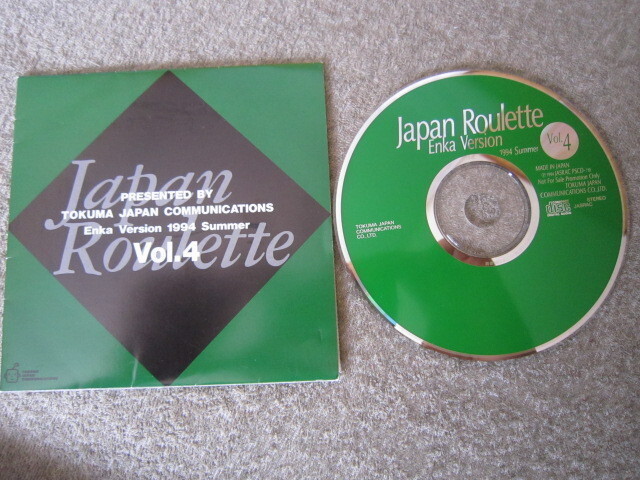 Japan
Roulette
PRESENTED BY
TOKUMA JAPAN COMMUNICATIONS
Enka Version 1994 Summer
Vol.4
Japan Roulette
Enka Version
1994 Summer
Vol.4
MADE IN JAPAN
Not For Sale Promotion Only
TOKUMA JAPAN
COMMUNICATIONS CO.,LTD.
STEREO
JASRAC
TOKUMA JAPAN
COMMUNICATIONS
CO.,LTD.